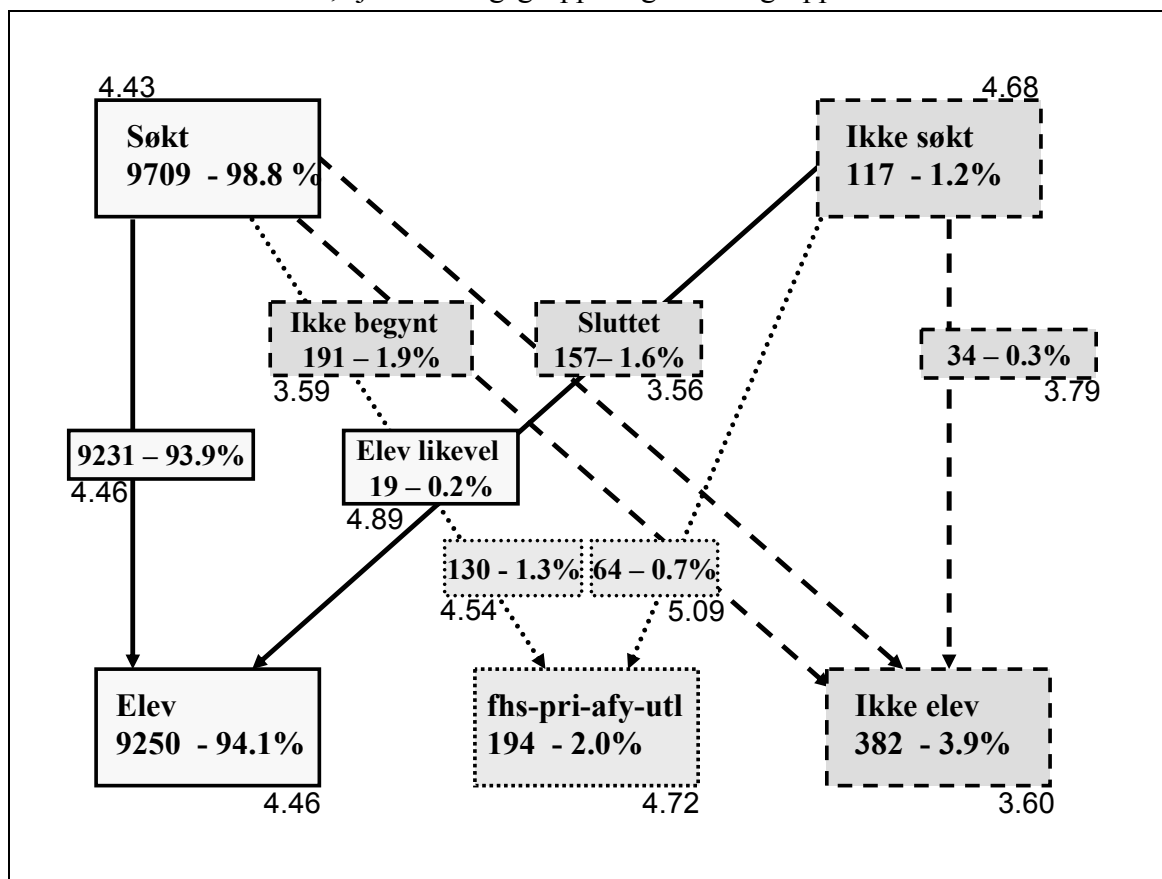 4.43
Søkt
9709 - 98.8 %
4.68
Ikke søkt
117 - 1.2%
Ikke begynt
191 – 1.9%
3.59
Sluttet
157– 1.6%
3.56
34 – 0.3%
3.79
9231 – 93.9%
4.46
Elev likevel
19 – 0.2%
4.89
130 - 1.3%
4.54
64 – 0.7%
5.09
Elev
9250 - 94.1%
4.46
fhs-pri-afy-utl
194 - 2.0%
4.72
Ikke elev
382 - 3.9%
3.60